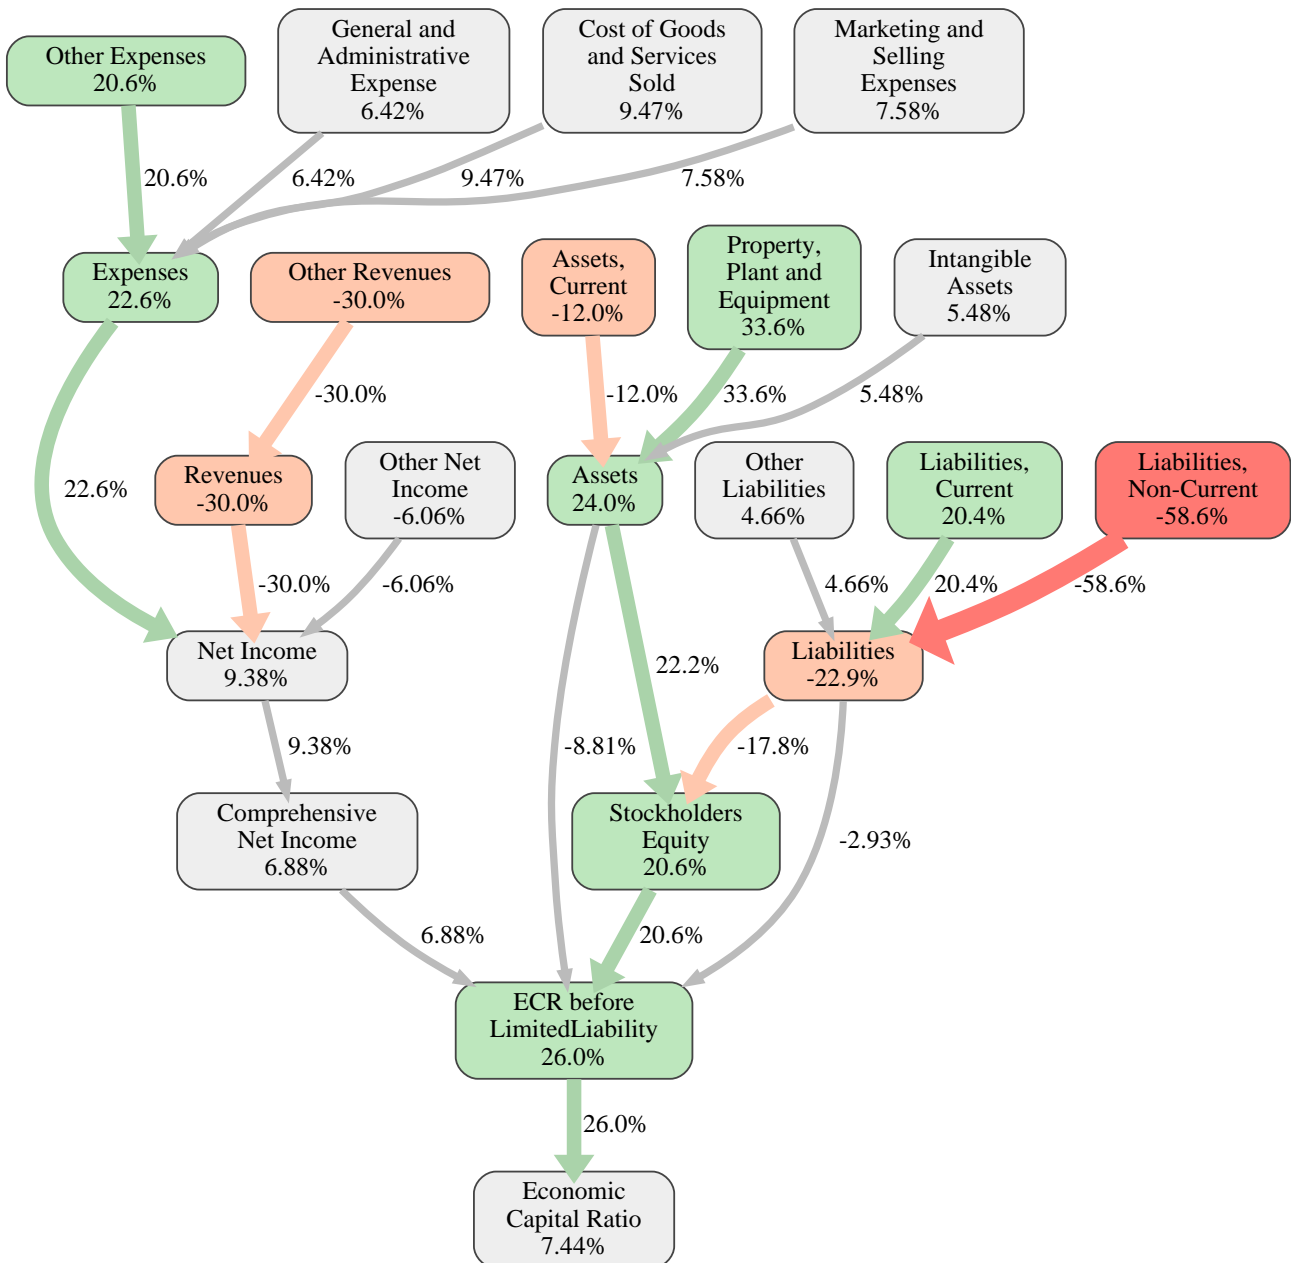 Other Expenses
20.6%
General and
Administrative
Expense
6.42%
Cost of Goods
and Services
Sold
9.47%
Marketing and
Selling
Expenses
7.58%
20.6%
6.42%
9.47%
7.58%
Expenses
22.6%
Other Revenues
-30.0%
Assets,
Current
-12.0%
Property,
Plant and
Equipment
33.6%
Intangible
Assets
5.48%
-30.0%
-12.0%
33.6%
5.48%
22.6%
Revenues
-30.0%
Other Net
Income
-6.06%
Assets
24.0%
Other
Liabilities
4.66%
Liabilities,
Current
20.4%
Liabilities,
Non-Current
-58.6%
-30.0%
-6.06%
4.66%
20.4%
-58.6%
Net Income
9.38%
22.2%
Liabilities
-22.9%
9.38%
-8.81%
-17.8%
Comprehensive
Net Income
6.88%
Stockholders
Equity
20.6%
-2.93%
6.88%
20.6%
ECR before
LimitedLiability
26.0%
26.0%
Economic
Capital Ratio
7.44%